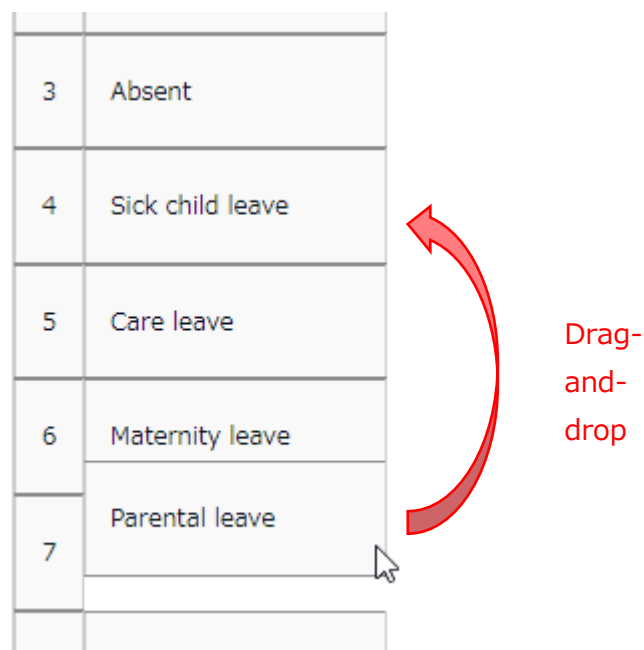 3 Absent
4 Sick child leave
5 Care leave
6 Maternity leave
7 Parental leave
Drag-
and-
drop